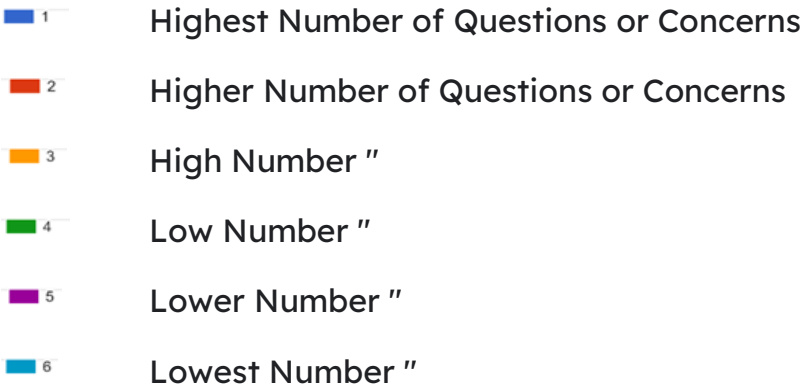 1 Highest Number of Questions or Concerns
2 Higher Number of Questions or Concerns
3 High Number "
4 Low Number "
5 Lower Number "
6 Lowest Number "